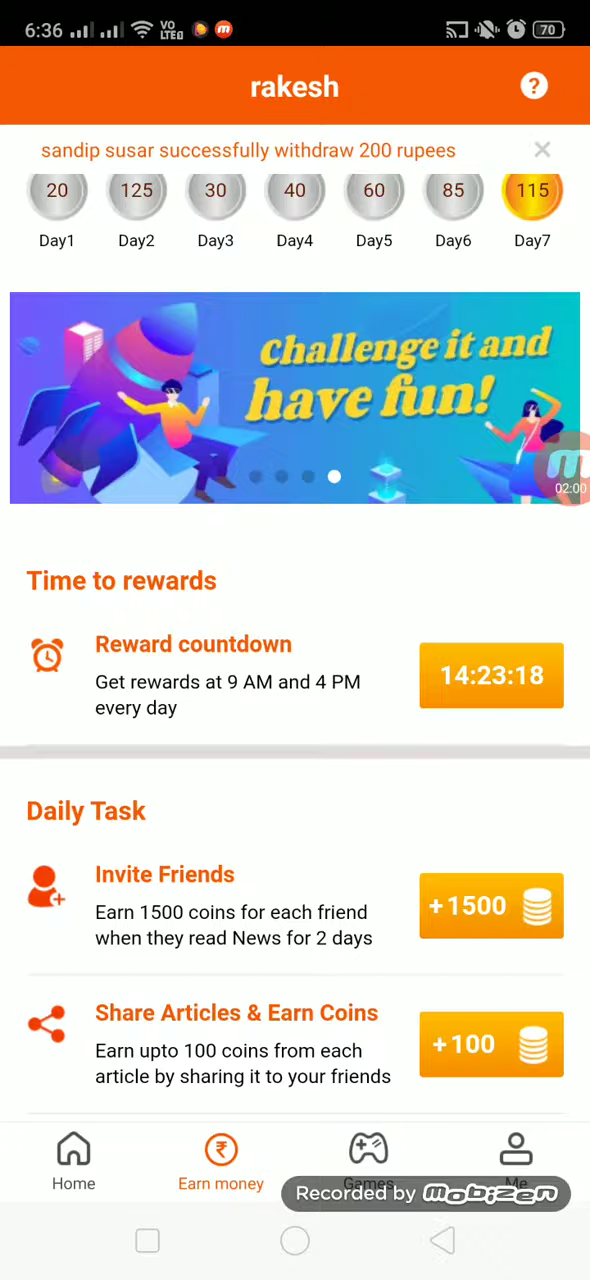 6:36 VO LTE 70
rakesh ?
sandip susar successfully withdraw 200 rupees
20 125 30 40 60 85 115
Day1 Day2 Day3 Day4 Day5 Day6 Day7
Challenge it and
have fun!
02:00
Time to rewards
Reward countdown
Get rewards at 9 AM and 4 PM
every day
14:23:18
Daily Task
Invite Friends
Earn 1500 coins for each friend
when they read News for 2 days
+1500
Share Articles & Earn Coins
Earn upto 100 coins from each
article by sharing it to your friends
+100
Home Earn money Games Me
Recorded by mobizen